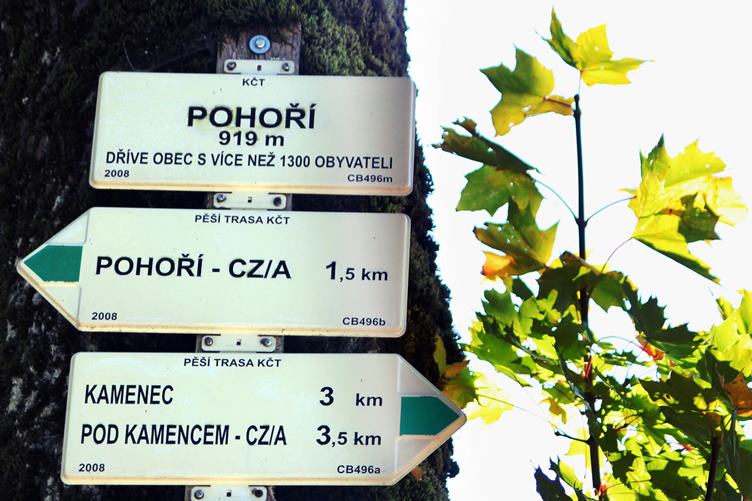 KČT
POHOŘÍ
919 m
DŘÍVE OBEC S VÍCE NEŽ 1300 OBYVATELI
2008 CB496m
PĚŠÍ TRASA KČT
POHOŘÍ - CZ/A 1,5 km
2008 CB496b
PĚŠÍ TRASA KČT
KAMENEC 3 km
POD KAMENCEM - CZ/A 3,5 km
2008 CB496a